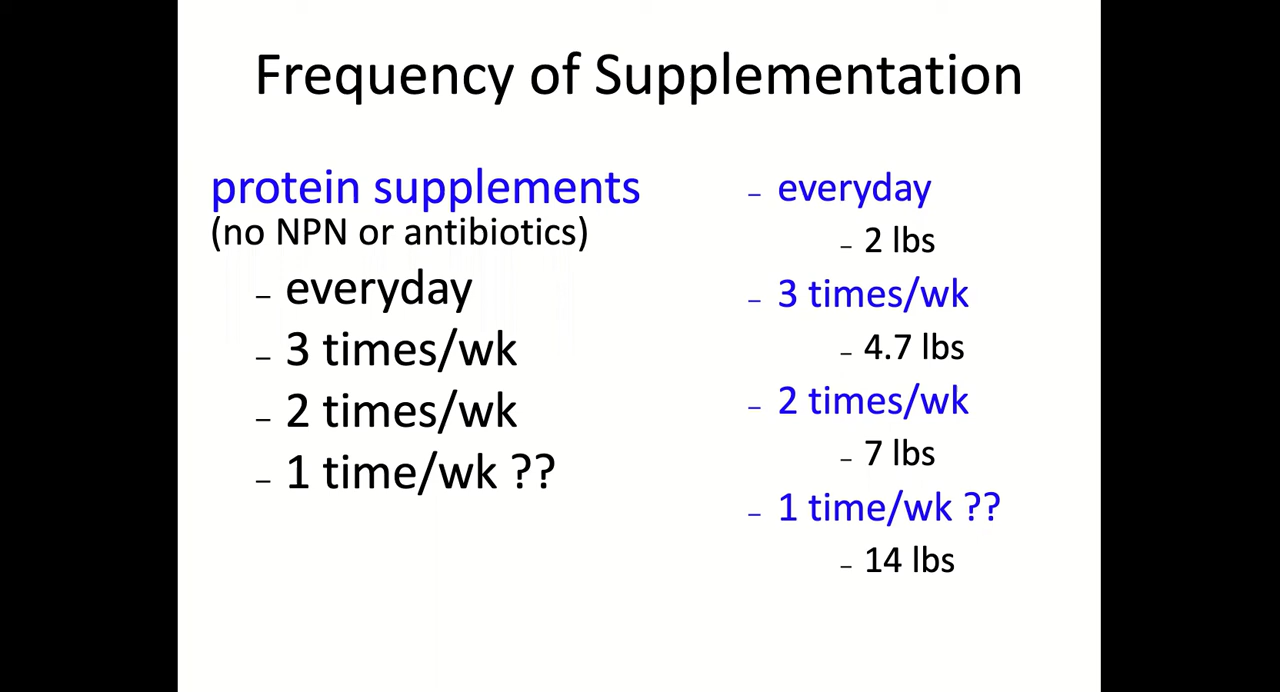 Frequency of Supplementation
protein supplements
(no NPN or antibiotics)
– everyday
– 3 times/wk
– 2 times/wk
– 1 time/wk ??
– everyday
– 2 lbs
– 3 times/wk
– 4.7 lbs
– 2 times/wk
– 7 lbs
– 1 time/wk ??
– 14 lbs